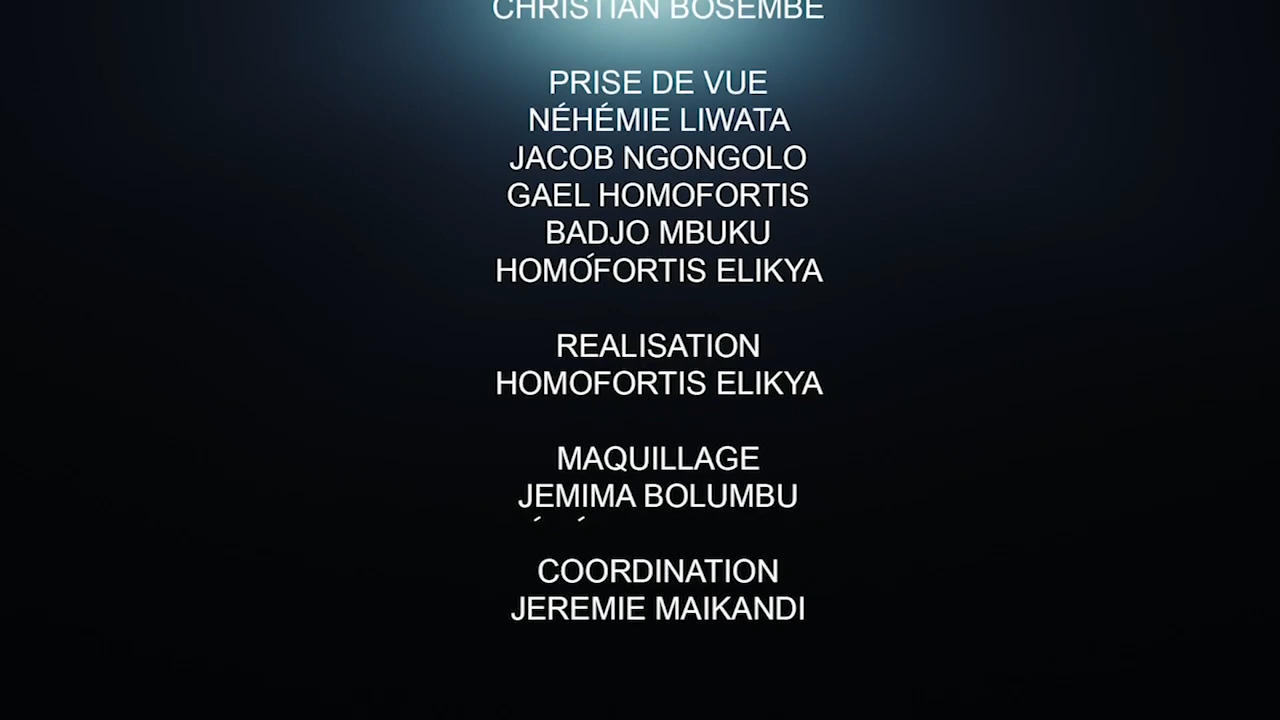 CHRISTIAN BOSEMBE
PRISE DE VUE
NÉHÉMIE LIWATA
JACOB NGONGOLO
GAEL HOMOFORTIS
BADJO MBUKU
HOMOFORTIS ELIKYA
REALISATION
HOMOFORTIS ELIKYA
MAQUILLAGE
JEMIMA BOLUMBU
COORDINATION
JEREMIE MAIKANDI